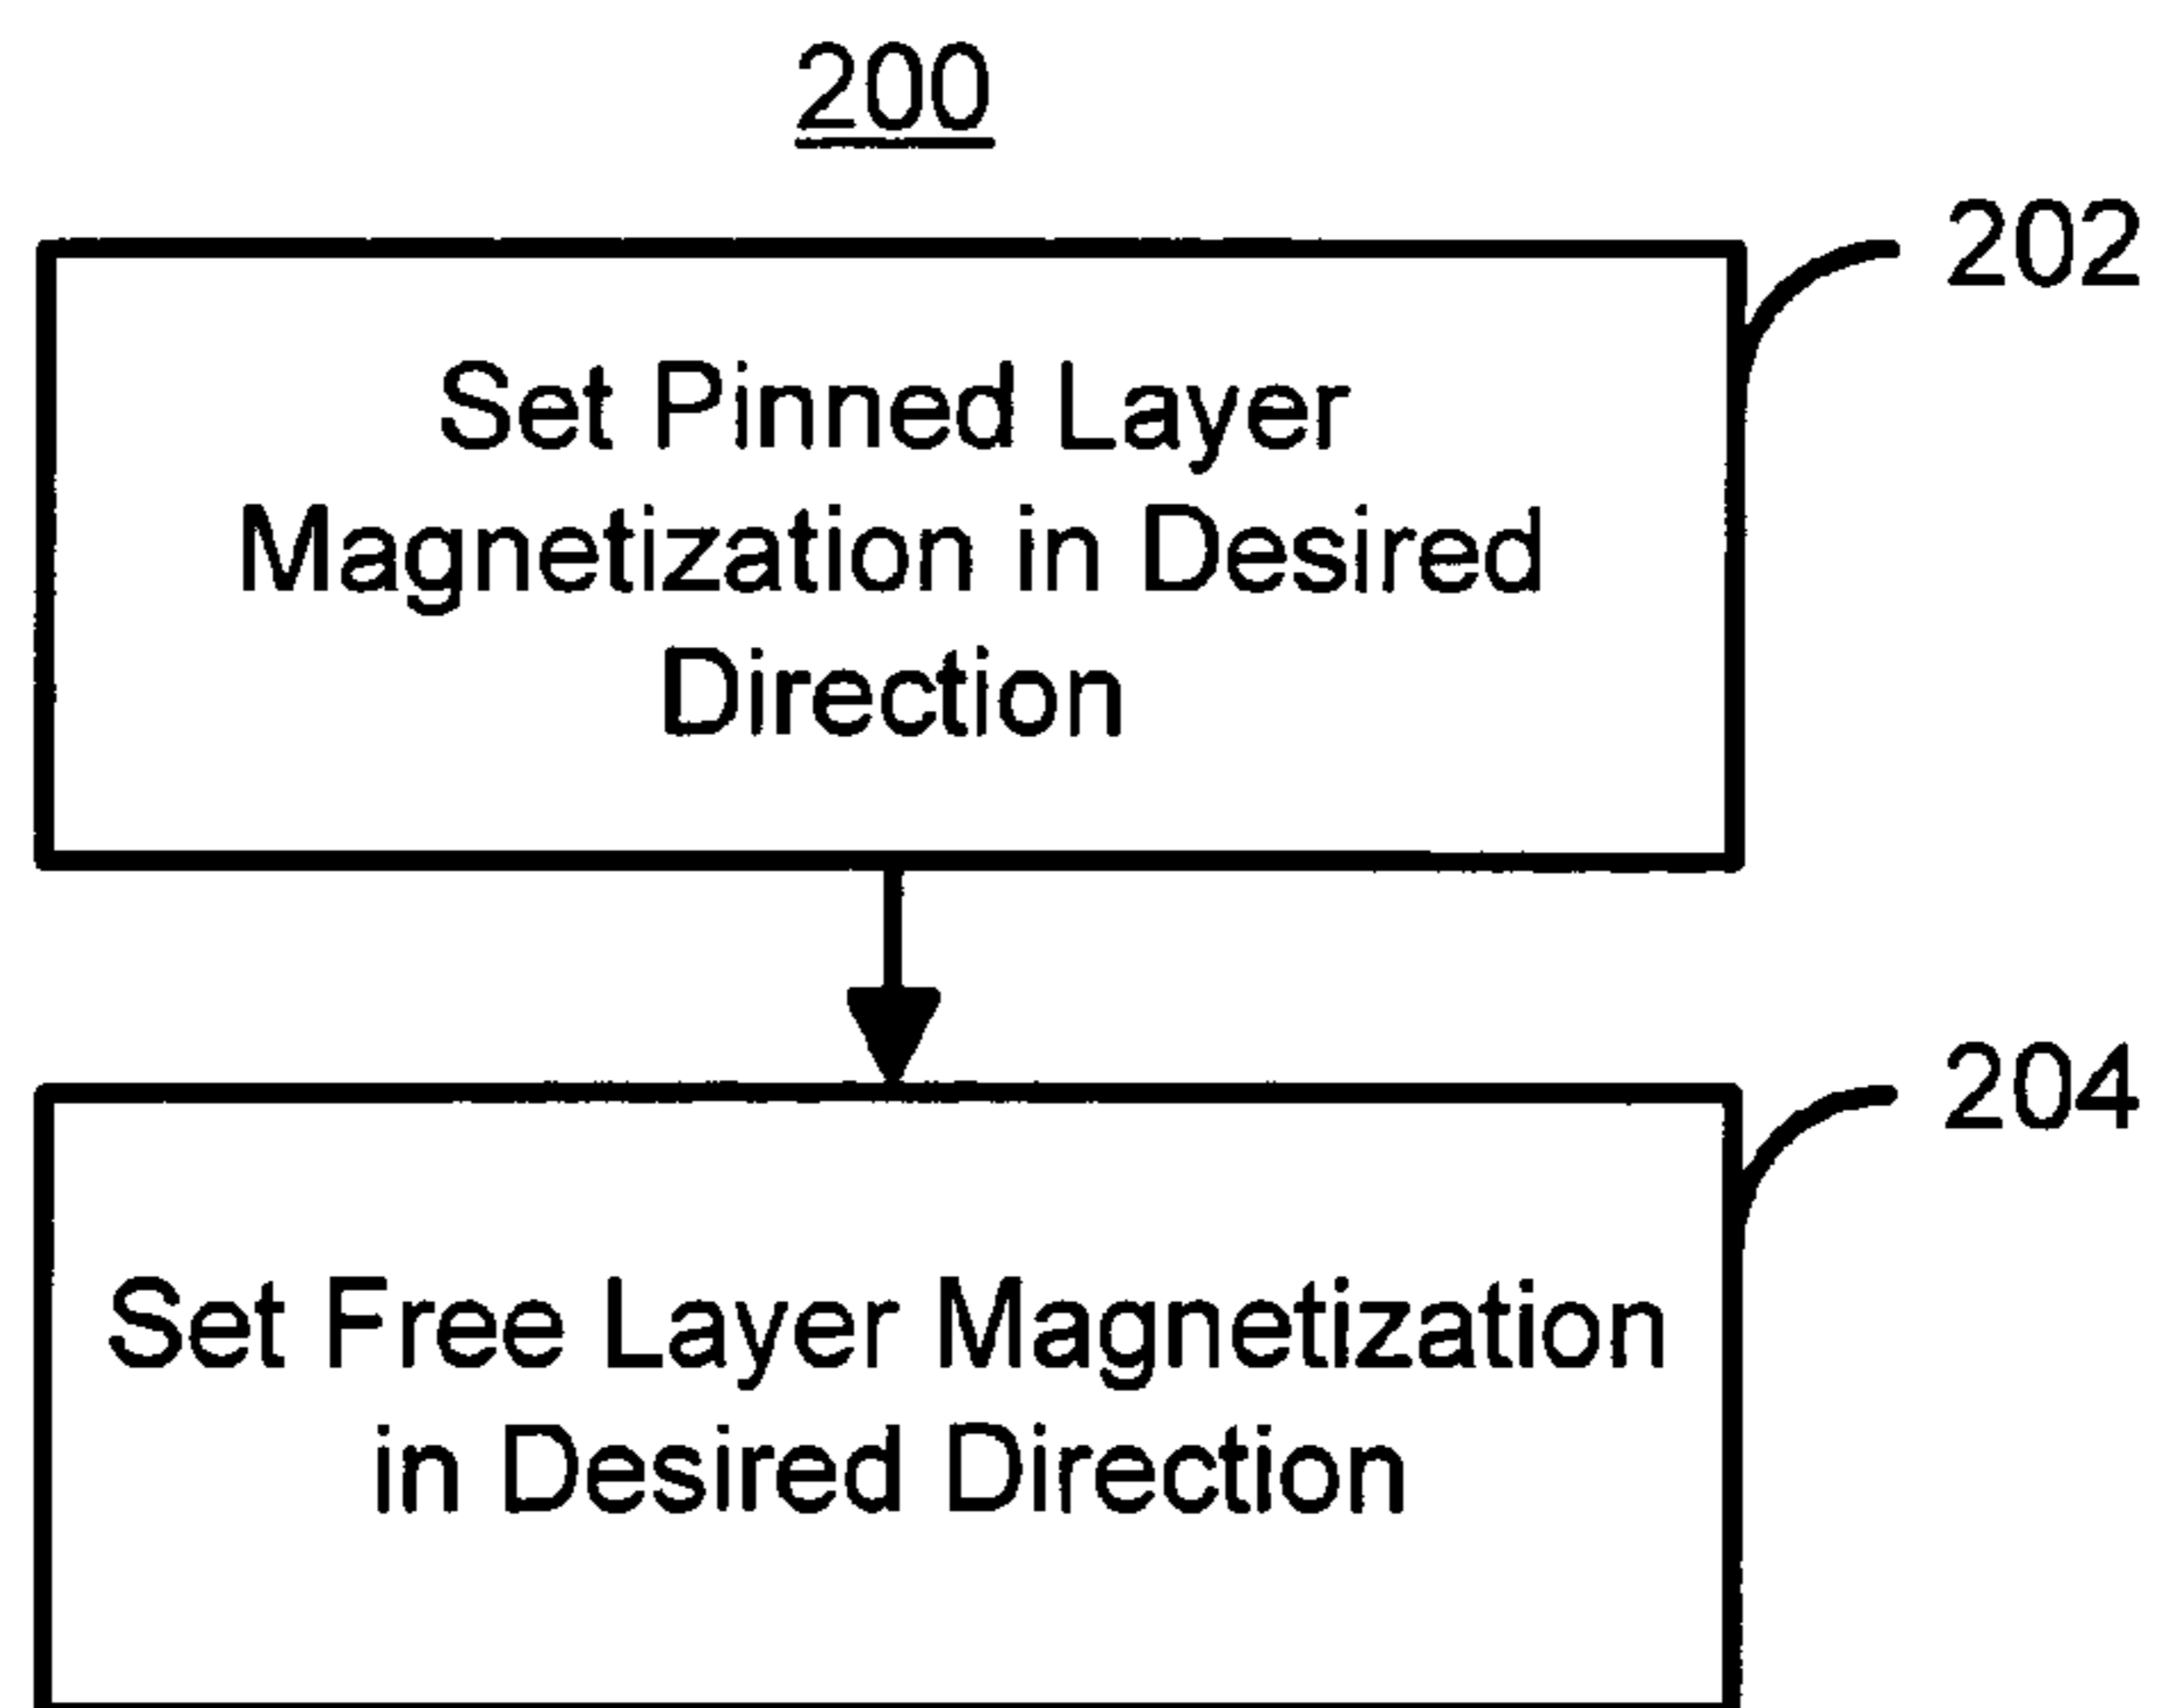 200
202
Set Pinned Layer
Magnetization in Desired
Direction
204
Set Free Layer Magnetization
in Desired Direction